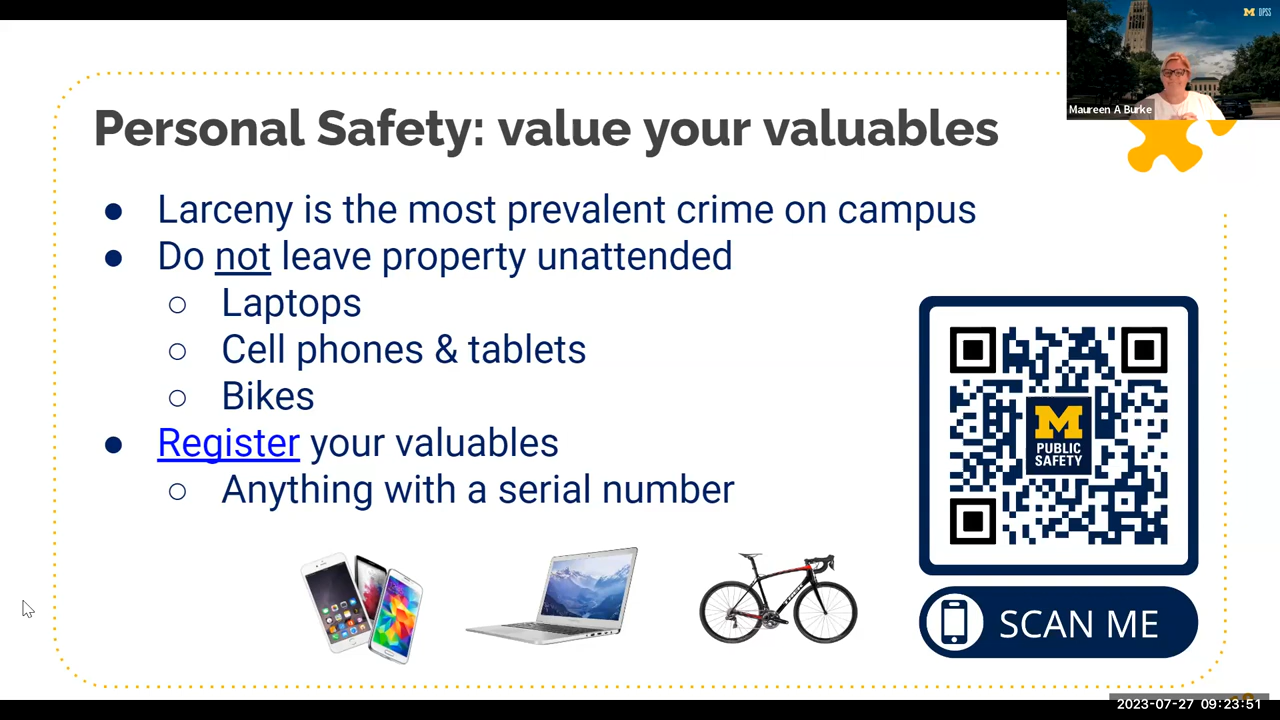 M DPSS
Maureen A Burke
Personal Safety: value your valuables
● Larceny is the most prevalent crime on campus
● Do not leave property unattended
○ Laptops
○ Cell phones & tablets
○ Bikes
● Register your valuables
○ Anything with a serial number
M
PUBLIC
SAFETY
TREK
SCAN ME
2023-07-27 09:23:51